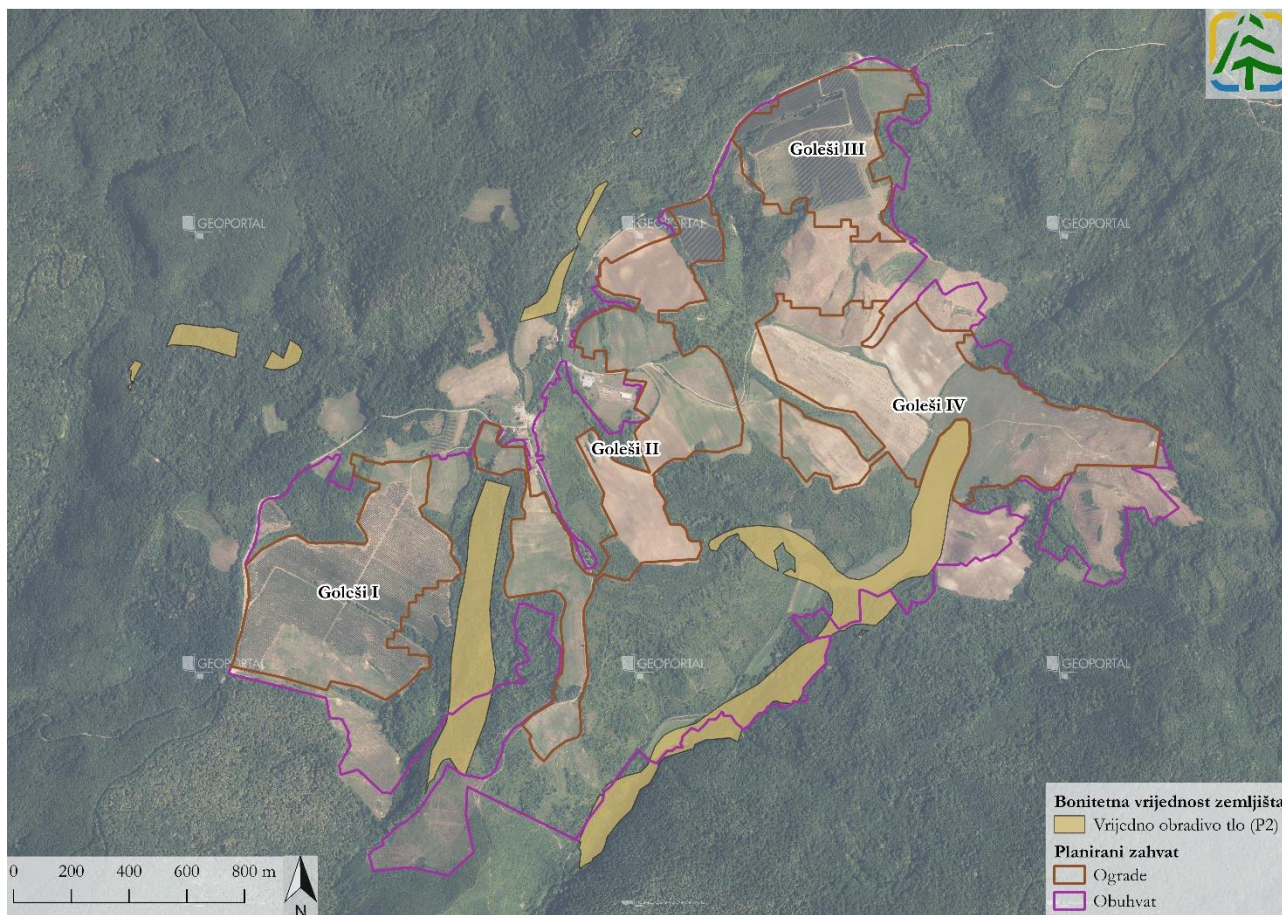 Goleši III
GEOPORTAL
GEOPORTAL
GEOPORTAL
Goleši IV
Goleši II
Goleši I
GEOPORTAL
GEOPORTAL
GEOPORTAL
Bonitetna vrijednost zemljišta
Vrijedno obradivo tlo (P2)
Planirani zahvat
Ograde
Obuhvat
0 200 400 600 800 m
N